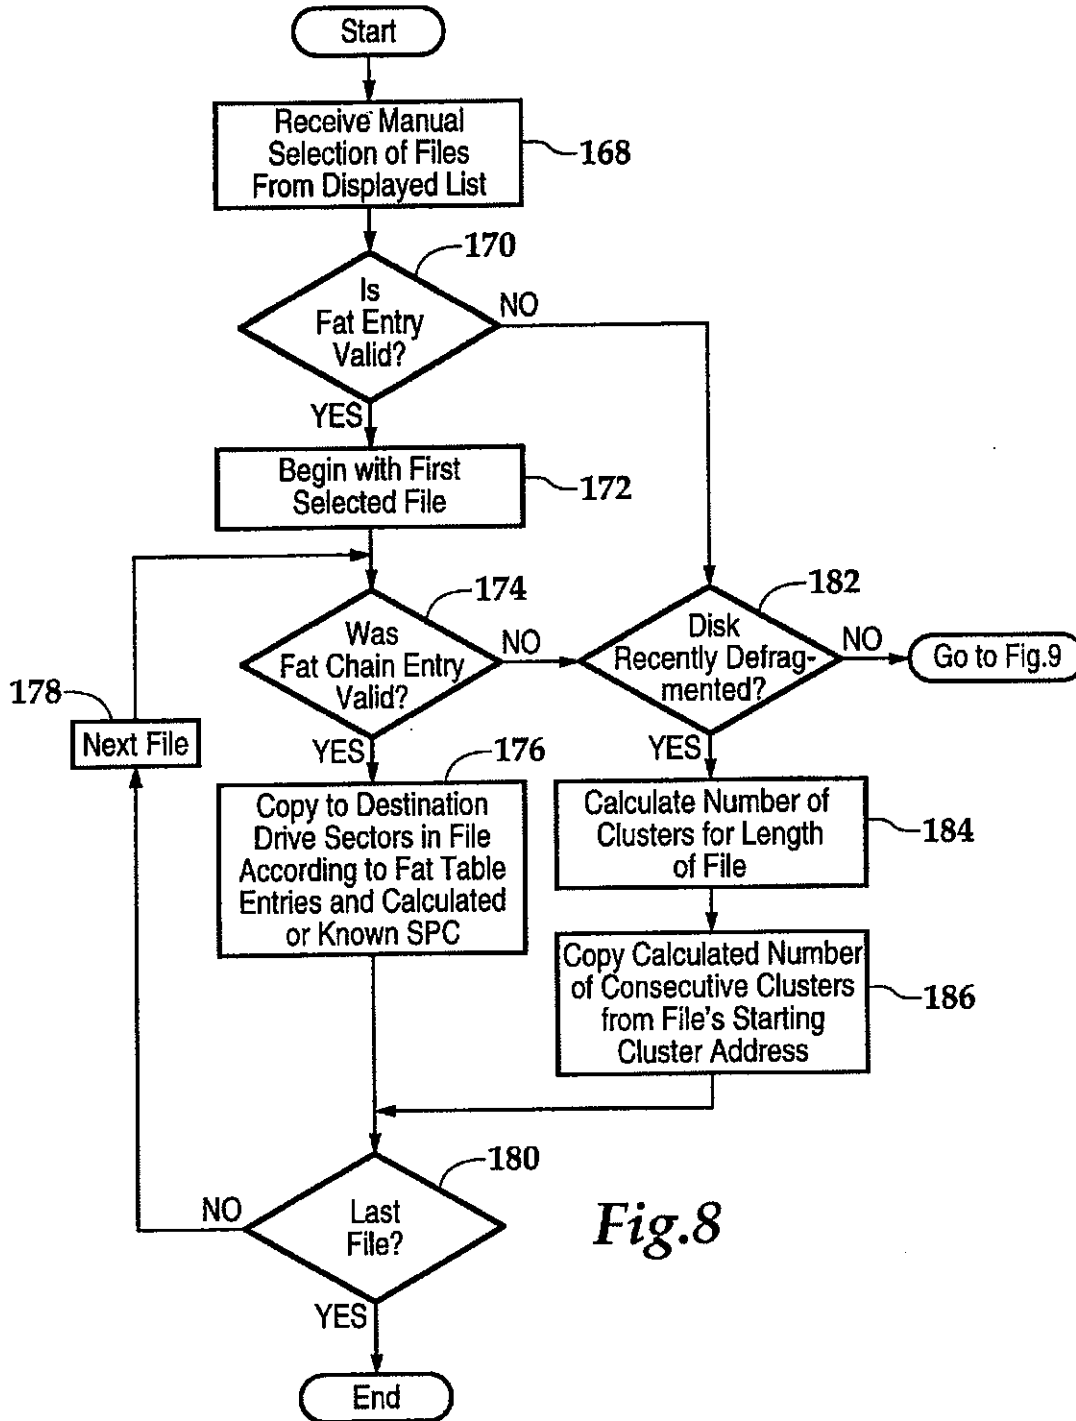 Start
Receive Manual
Selection of Files
From Displayed List
168
170
Is
Fat Entry
Valid?
NO
YES
Begin with First
Selected File
172
174
Was
Fat Chain Entry
Valid?
NO
YES
182
Disk
Recently Defrag-
mented?
NO
Go to Fig.9
YES
178
Next File
176
Copy to Destination
Drive Sectors in File
According to Fat Table
Entries and Calculated
or Known SPC
Calculate Number of
Clusters for Length
of File
184
Copy Calculated Number
of Consecutive Clusters
from File's Starting
Cluster Address
186
180
Last
File?
NO
YES
End
Fig.8